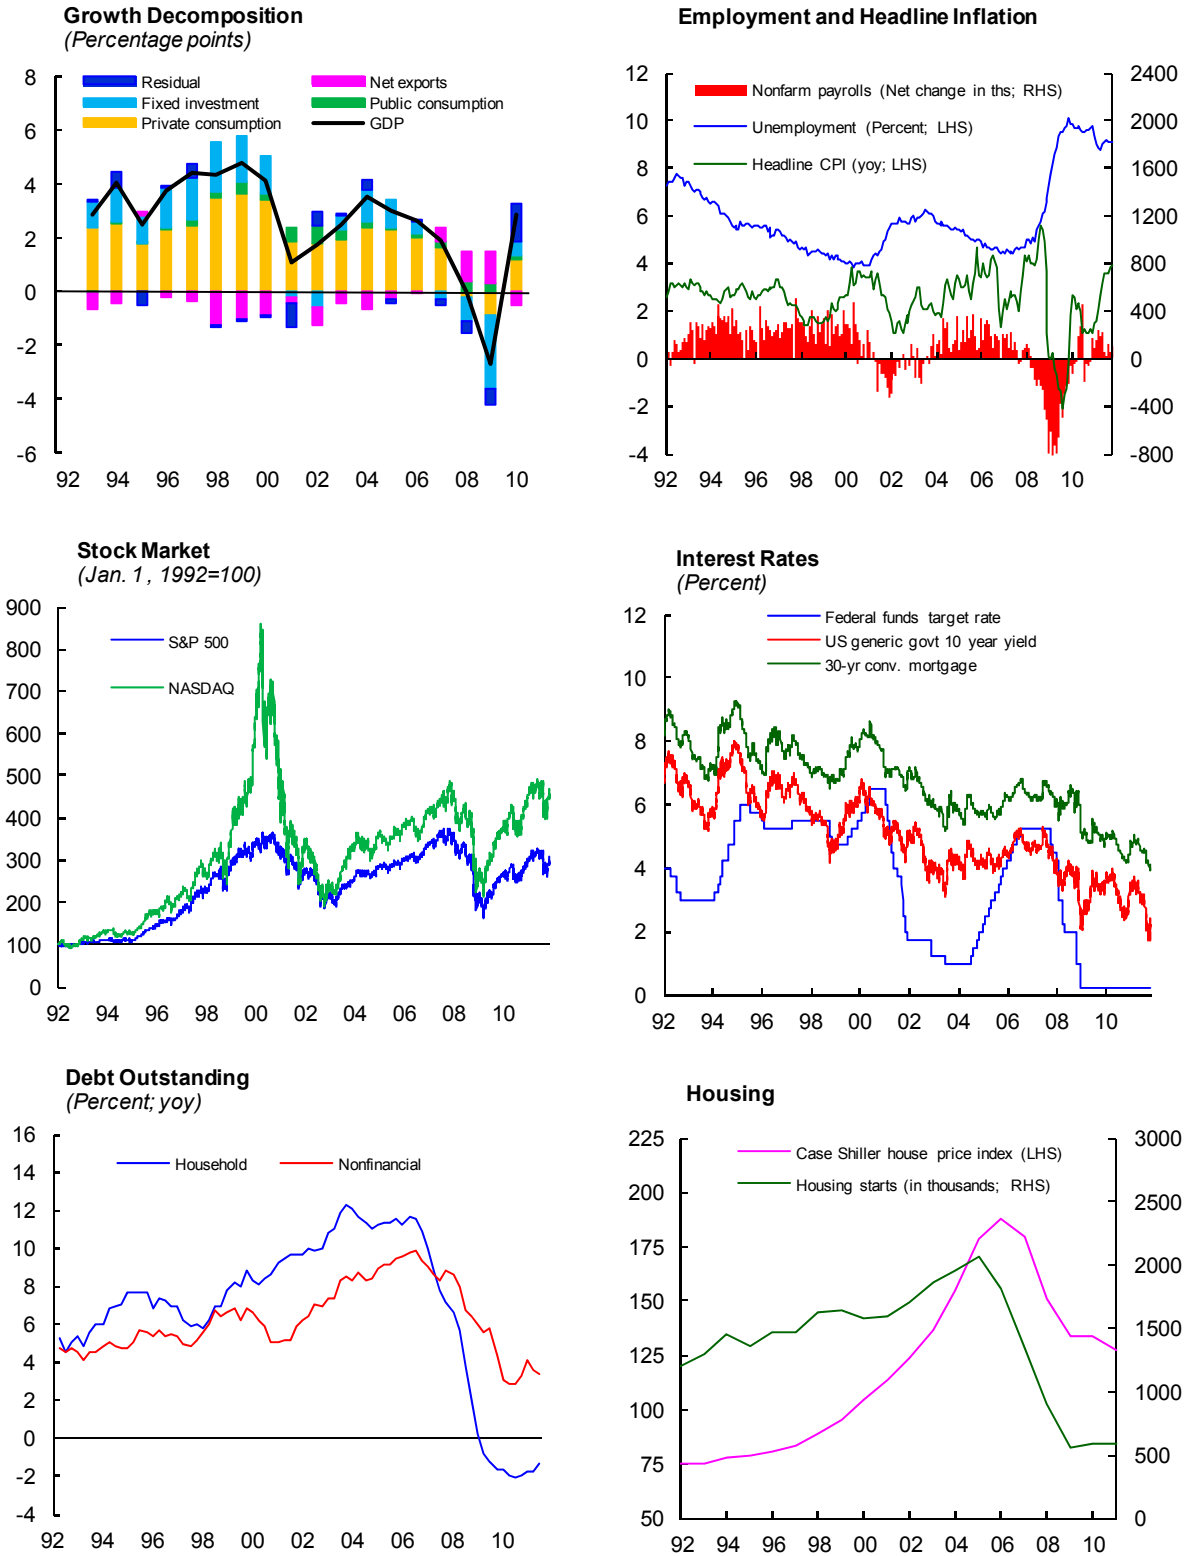 Growth Decomposition
(Percentage points)
8
6
4
2
0
-2
-4
-6
Residual
Net exports
Fixed investment
Public consumption
Private consumption
GDP
92 94 96 98 00 02 04 06 08 10
Employment and Headline Inflation
12
10
8
6
4
2
0
-2
-4
Nonfarm payrolls (Net change in ths; RHS)
Unemployment (Percent; LHS)
Headline CPI (yoy; LHS)
2400
2000
1600
1200
800
400
0
-400
-800
92 94 96 98 00 02 04 06 08 10
Stock Market
(Jan. 1 , 1992=100)
900
800
700
600
500
400
300
200
100
0
S&P 500
NASDAQ
92 94 96 98 00 02 04 06 08 10
Interest Rates
(Percent)
12
10
8
6
4
2
0
Federal funds target rate
US generic govt 10 year yield
30-yr conv. mortgage
92 94 96 98 00 02 04 06 08 10
Debt Outstanding
(Percent; yoy)
16
14
12
10
8
6
4
2
0
-2
-4
Household
Nonfinancial
92 94 96 98 00 02 04 06 08 10
Housing
225
200
175
150
125
100
75
50
Case Shiller house price index (LHS)
Housing starts (in thousands; RHS)
3000
2500
2000
1500
1000
500
0
92 94 96 98 00 02 04 06 08 10